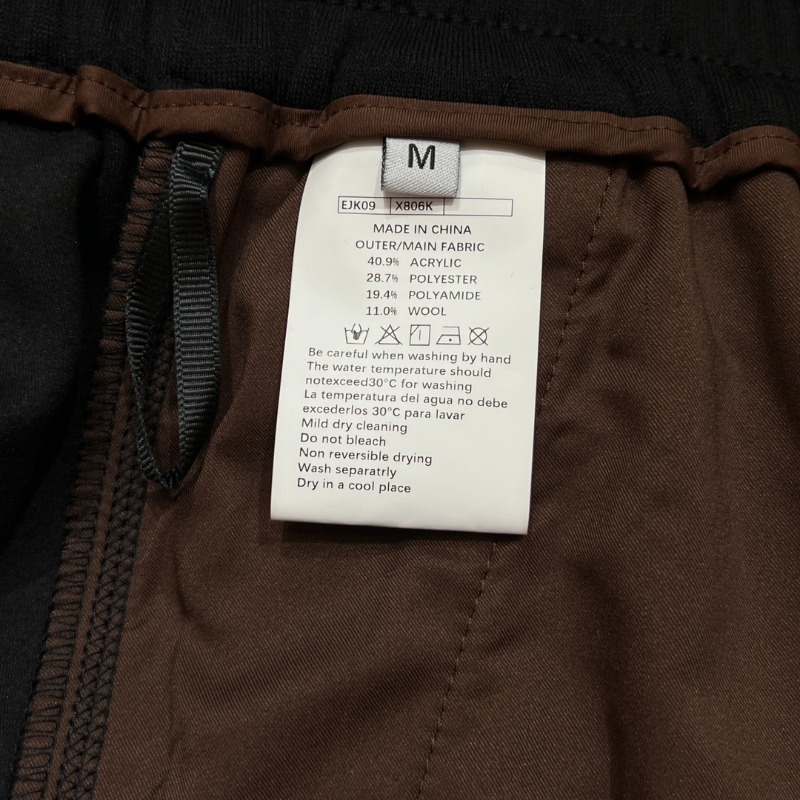 M
EJK09 X806K
MADE IN CHINA
OUTER/MAIN FABRIC
40.9% ACRYLIC
28.7% POLYESTER
19.4% POLYAMIDE
11.0% WOOL
Be careful when washing by hand
The water temperature should
notexceed30°C for washing
La temperatura del agua no debe
excederlos 30°C para lavar
Mild dry cleaning
Do not bleach
Non reversible drying
Wash separatrly
Dry in a cool place